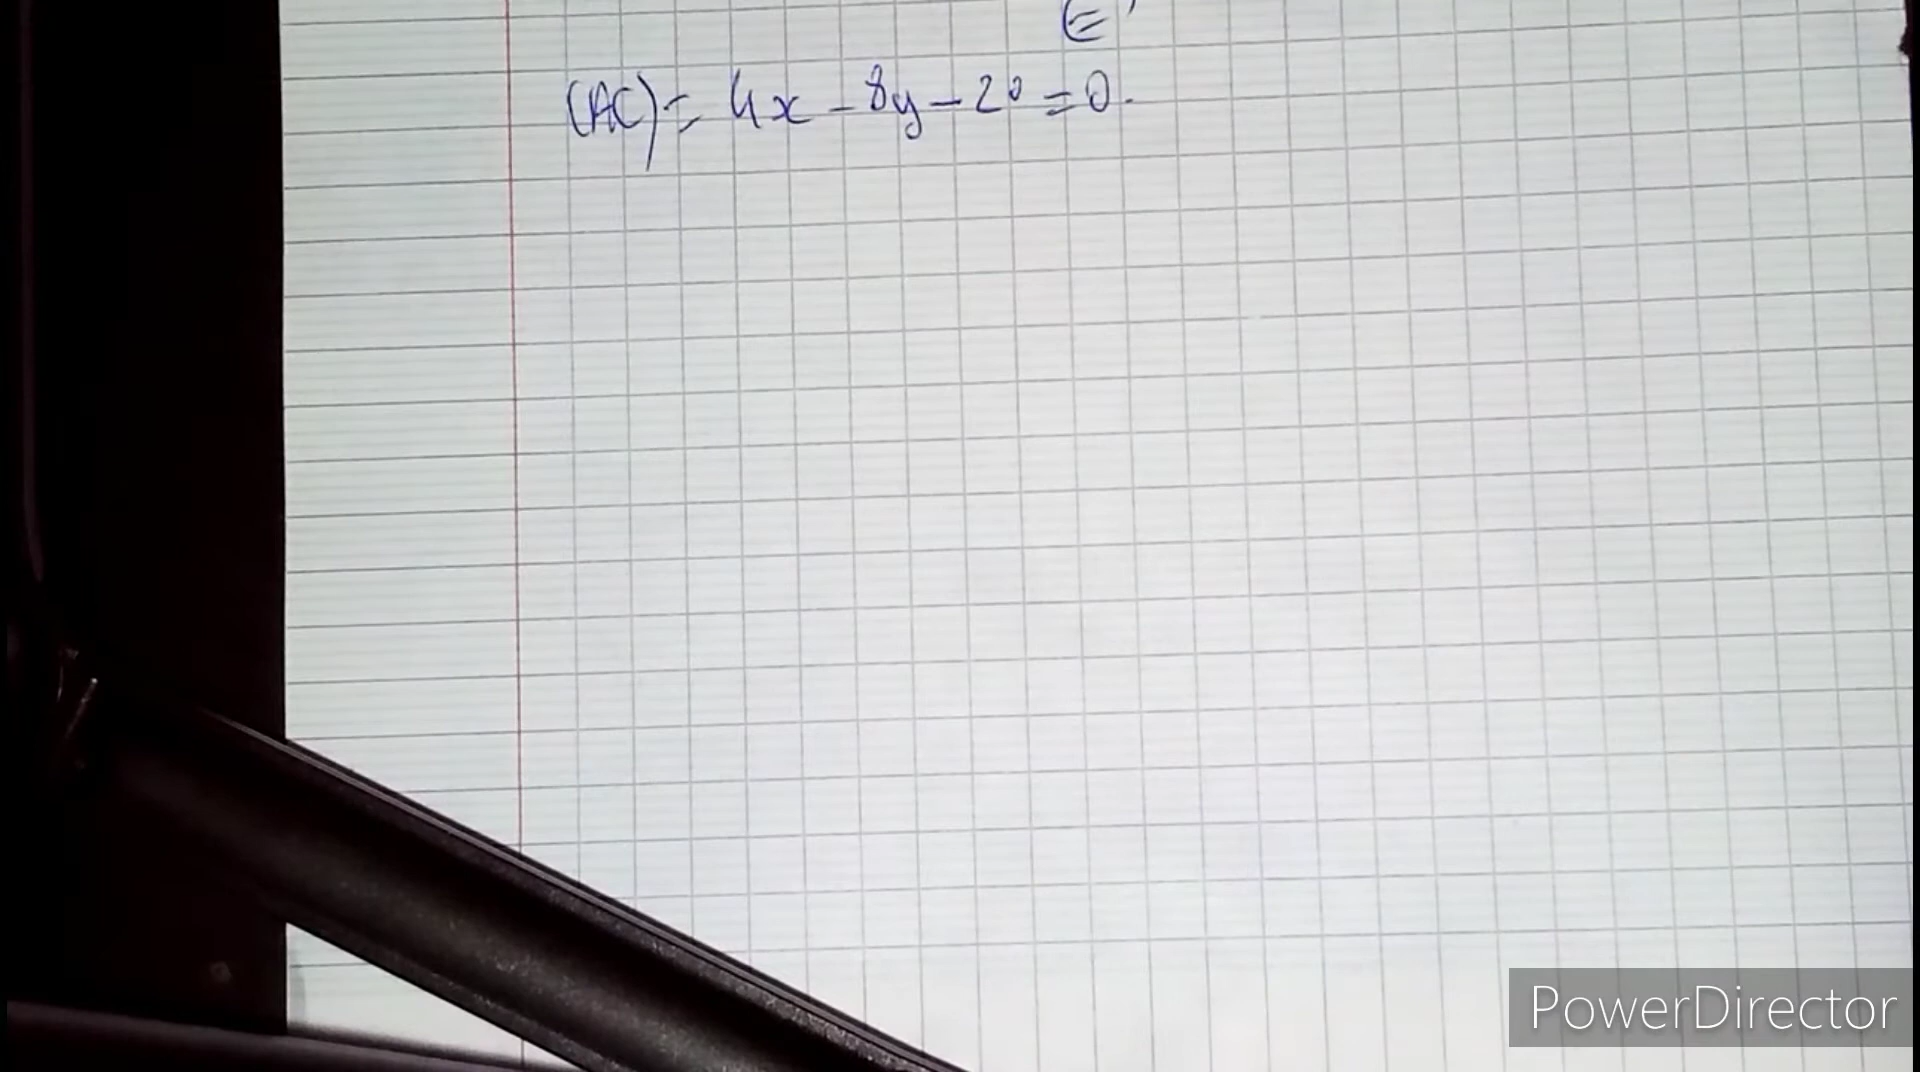 (AC) = 4x - 8y - 20 = 0.
PowerDirector